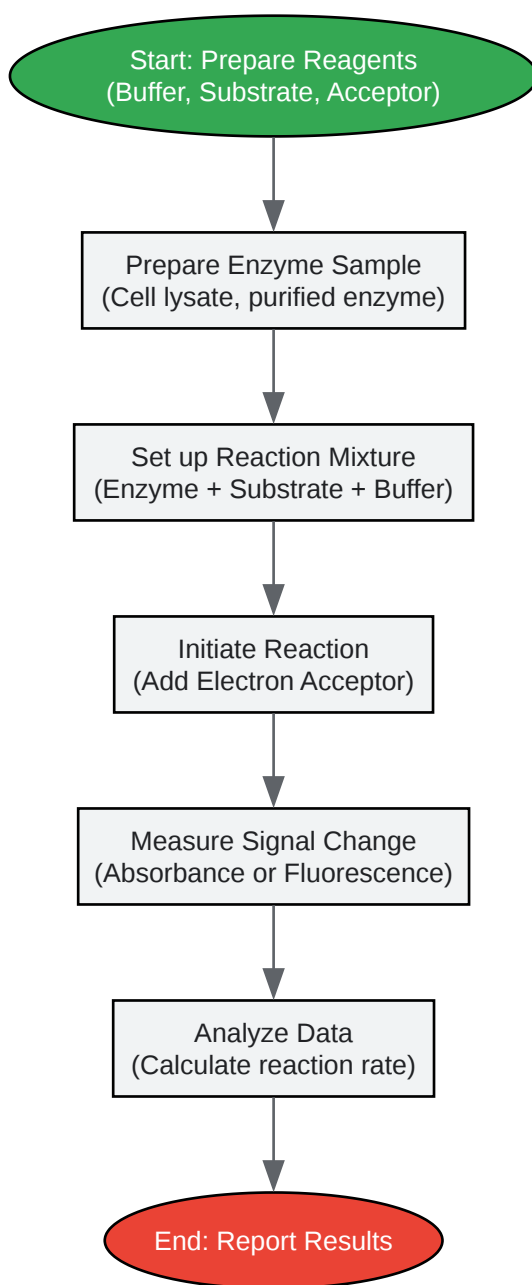 Start: Prepare Reagents
(Buffer, Substrate, Acceptor)
Prepare Enzyme Sample
(Cell lysate, purified enzyme)
Set up Reaction Mixture
(Enzyme + Substrate + Buffer)
Initiate Reaction
(Add Electron Acceptor)
Measure Signal Change
(Absorbance or Fluorescence)
Analyze Data
(Calculate reaction rate)
End: Report Results